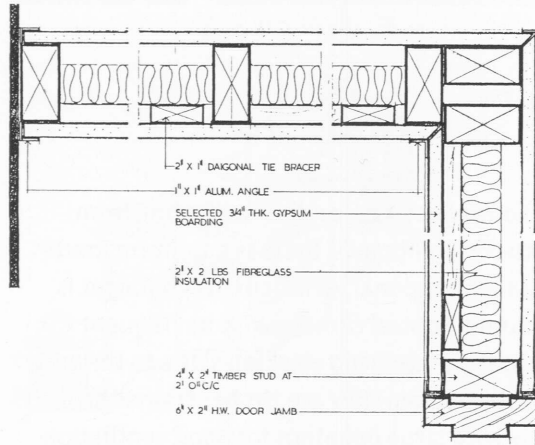 2" X 1" DAIGONAL TIE BRACER
1" X 1" ALUM. ANGLE
SELECTED 3/4" THK. GYPSUM
BOARDING
2" X 2 LBS FIBREGLASS
INSULATION
4" X 2" TIMBER STUD AT
2' O" C/C
6" X 2" H.W. DOOR JAMB